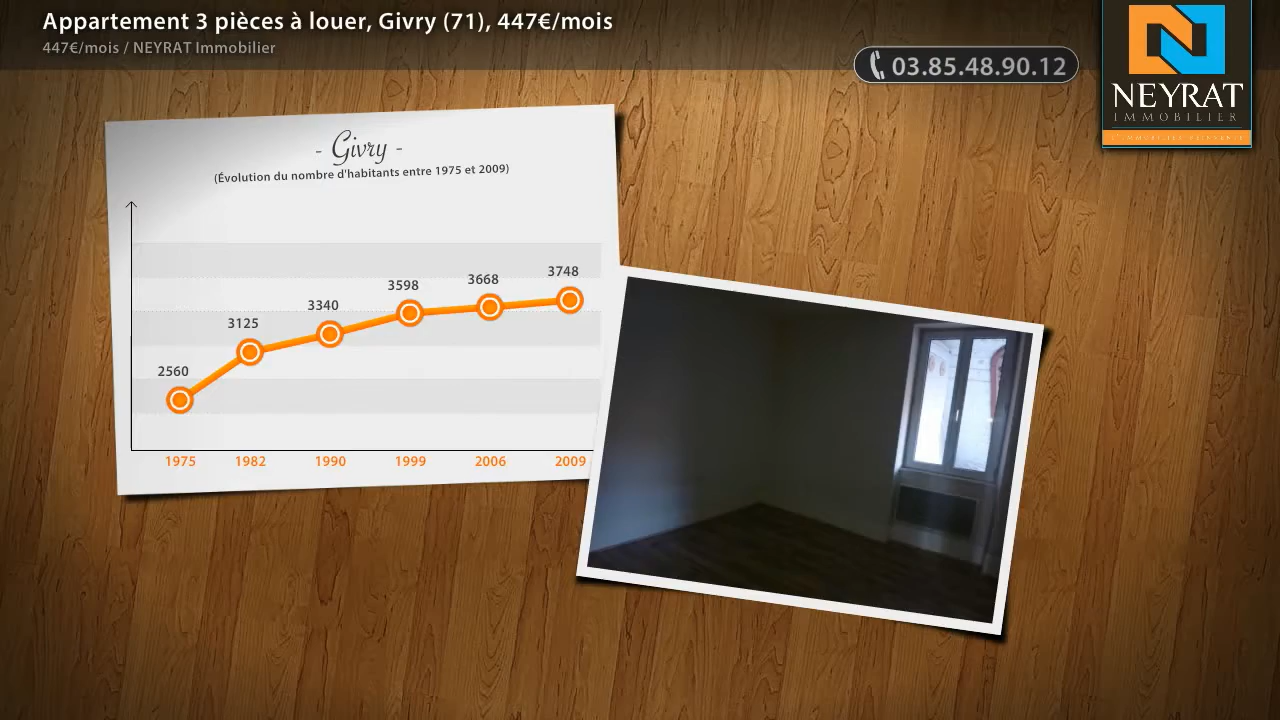 Appartement 3 pièces à louer, Givry (71), 447€/mois
447€/mois / NEYRAT Immobilier
03.85.48.90.12
NEYRAT
IMMOBILIER
- Givry -
(Évolution du nombre d'habitants entre 1975 et 2009)
2560
3125
3340
3598
3668
3748
1975 1982 1990 1999 2006 2009